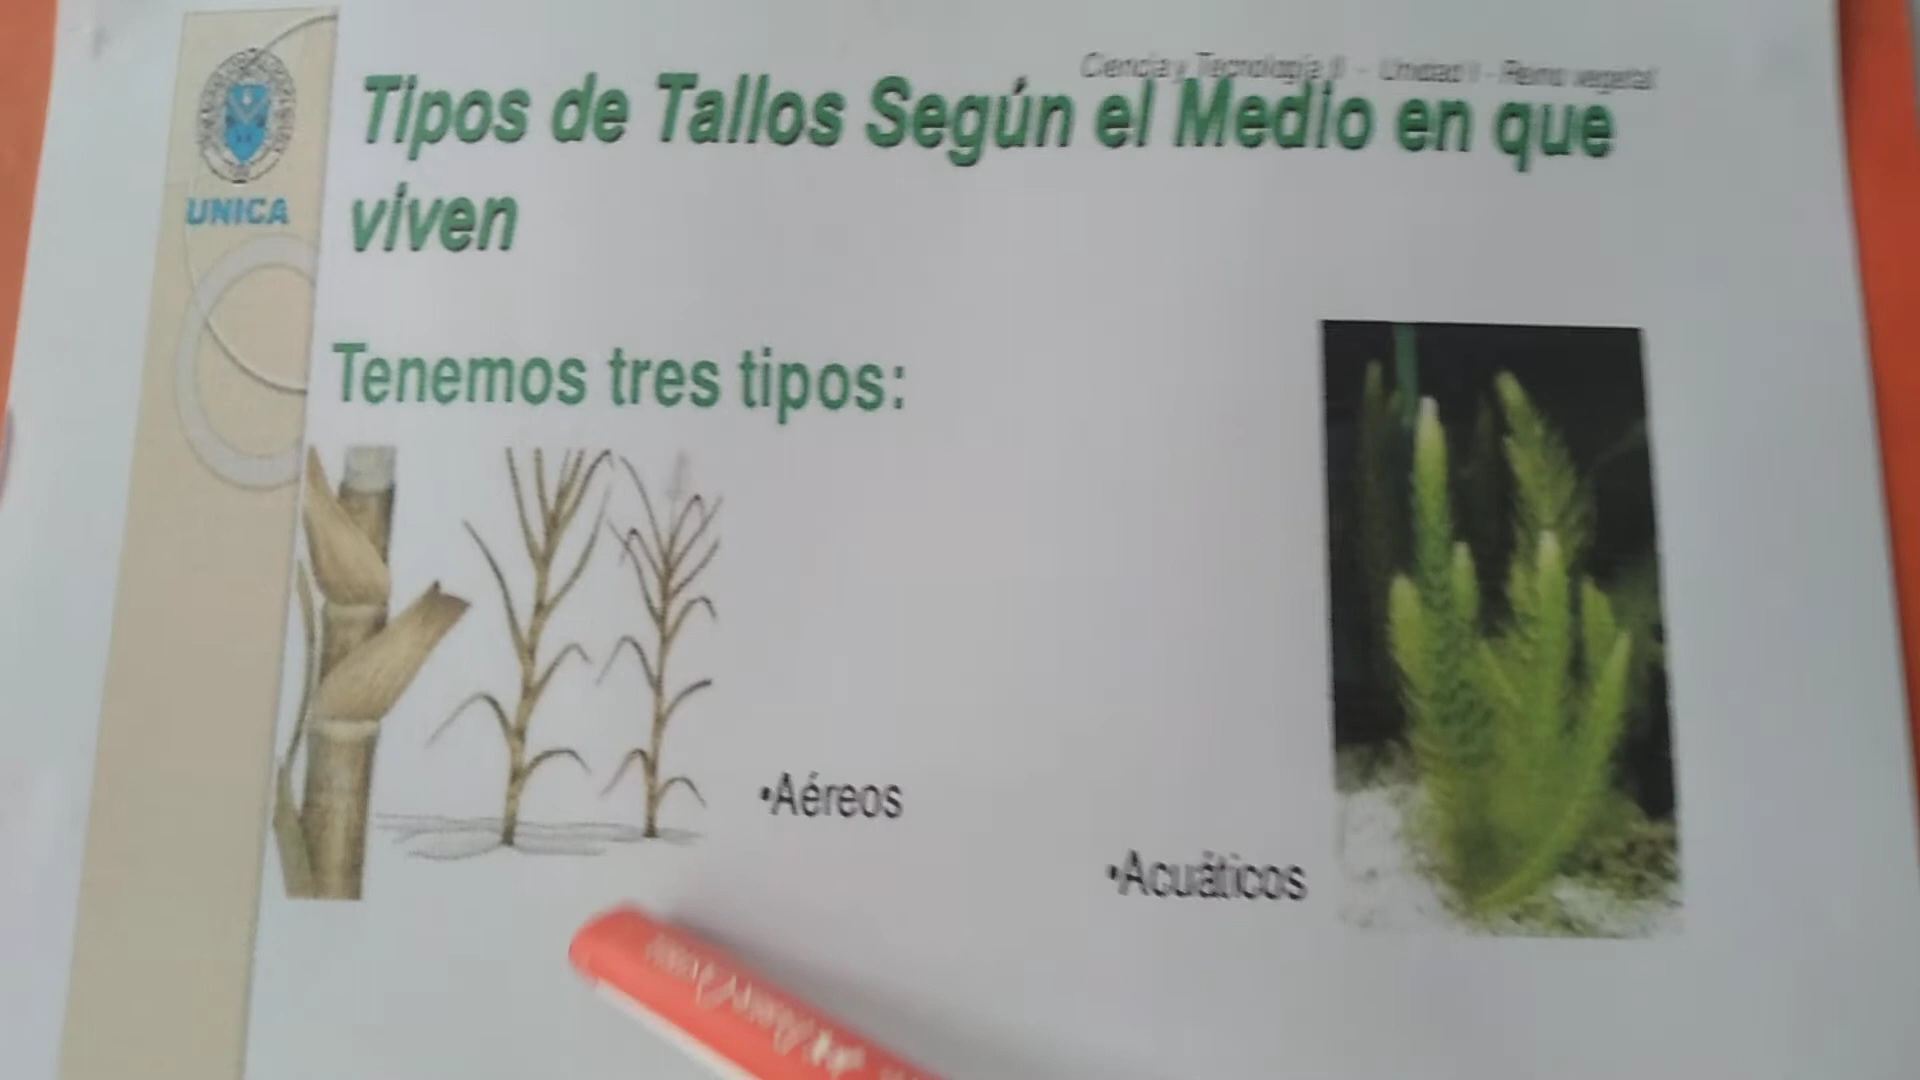 Ciencia y Tecnología II - Unidad I - Reino vegetal
Tipos de Tallos Según el Medio en que
viven
UNICA
Tenemos tres tipos:
•Aéreos
•Acuáticos